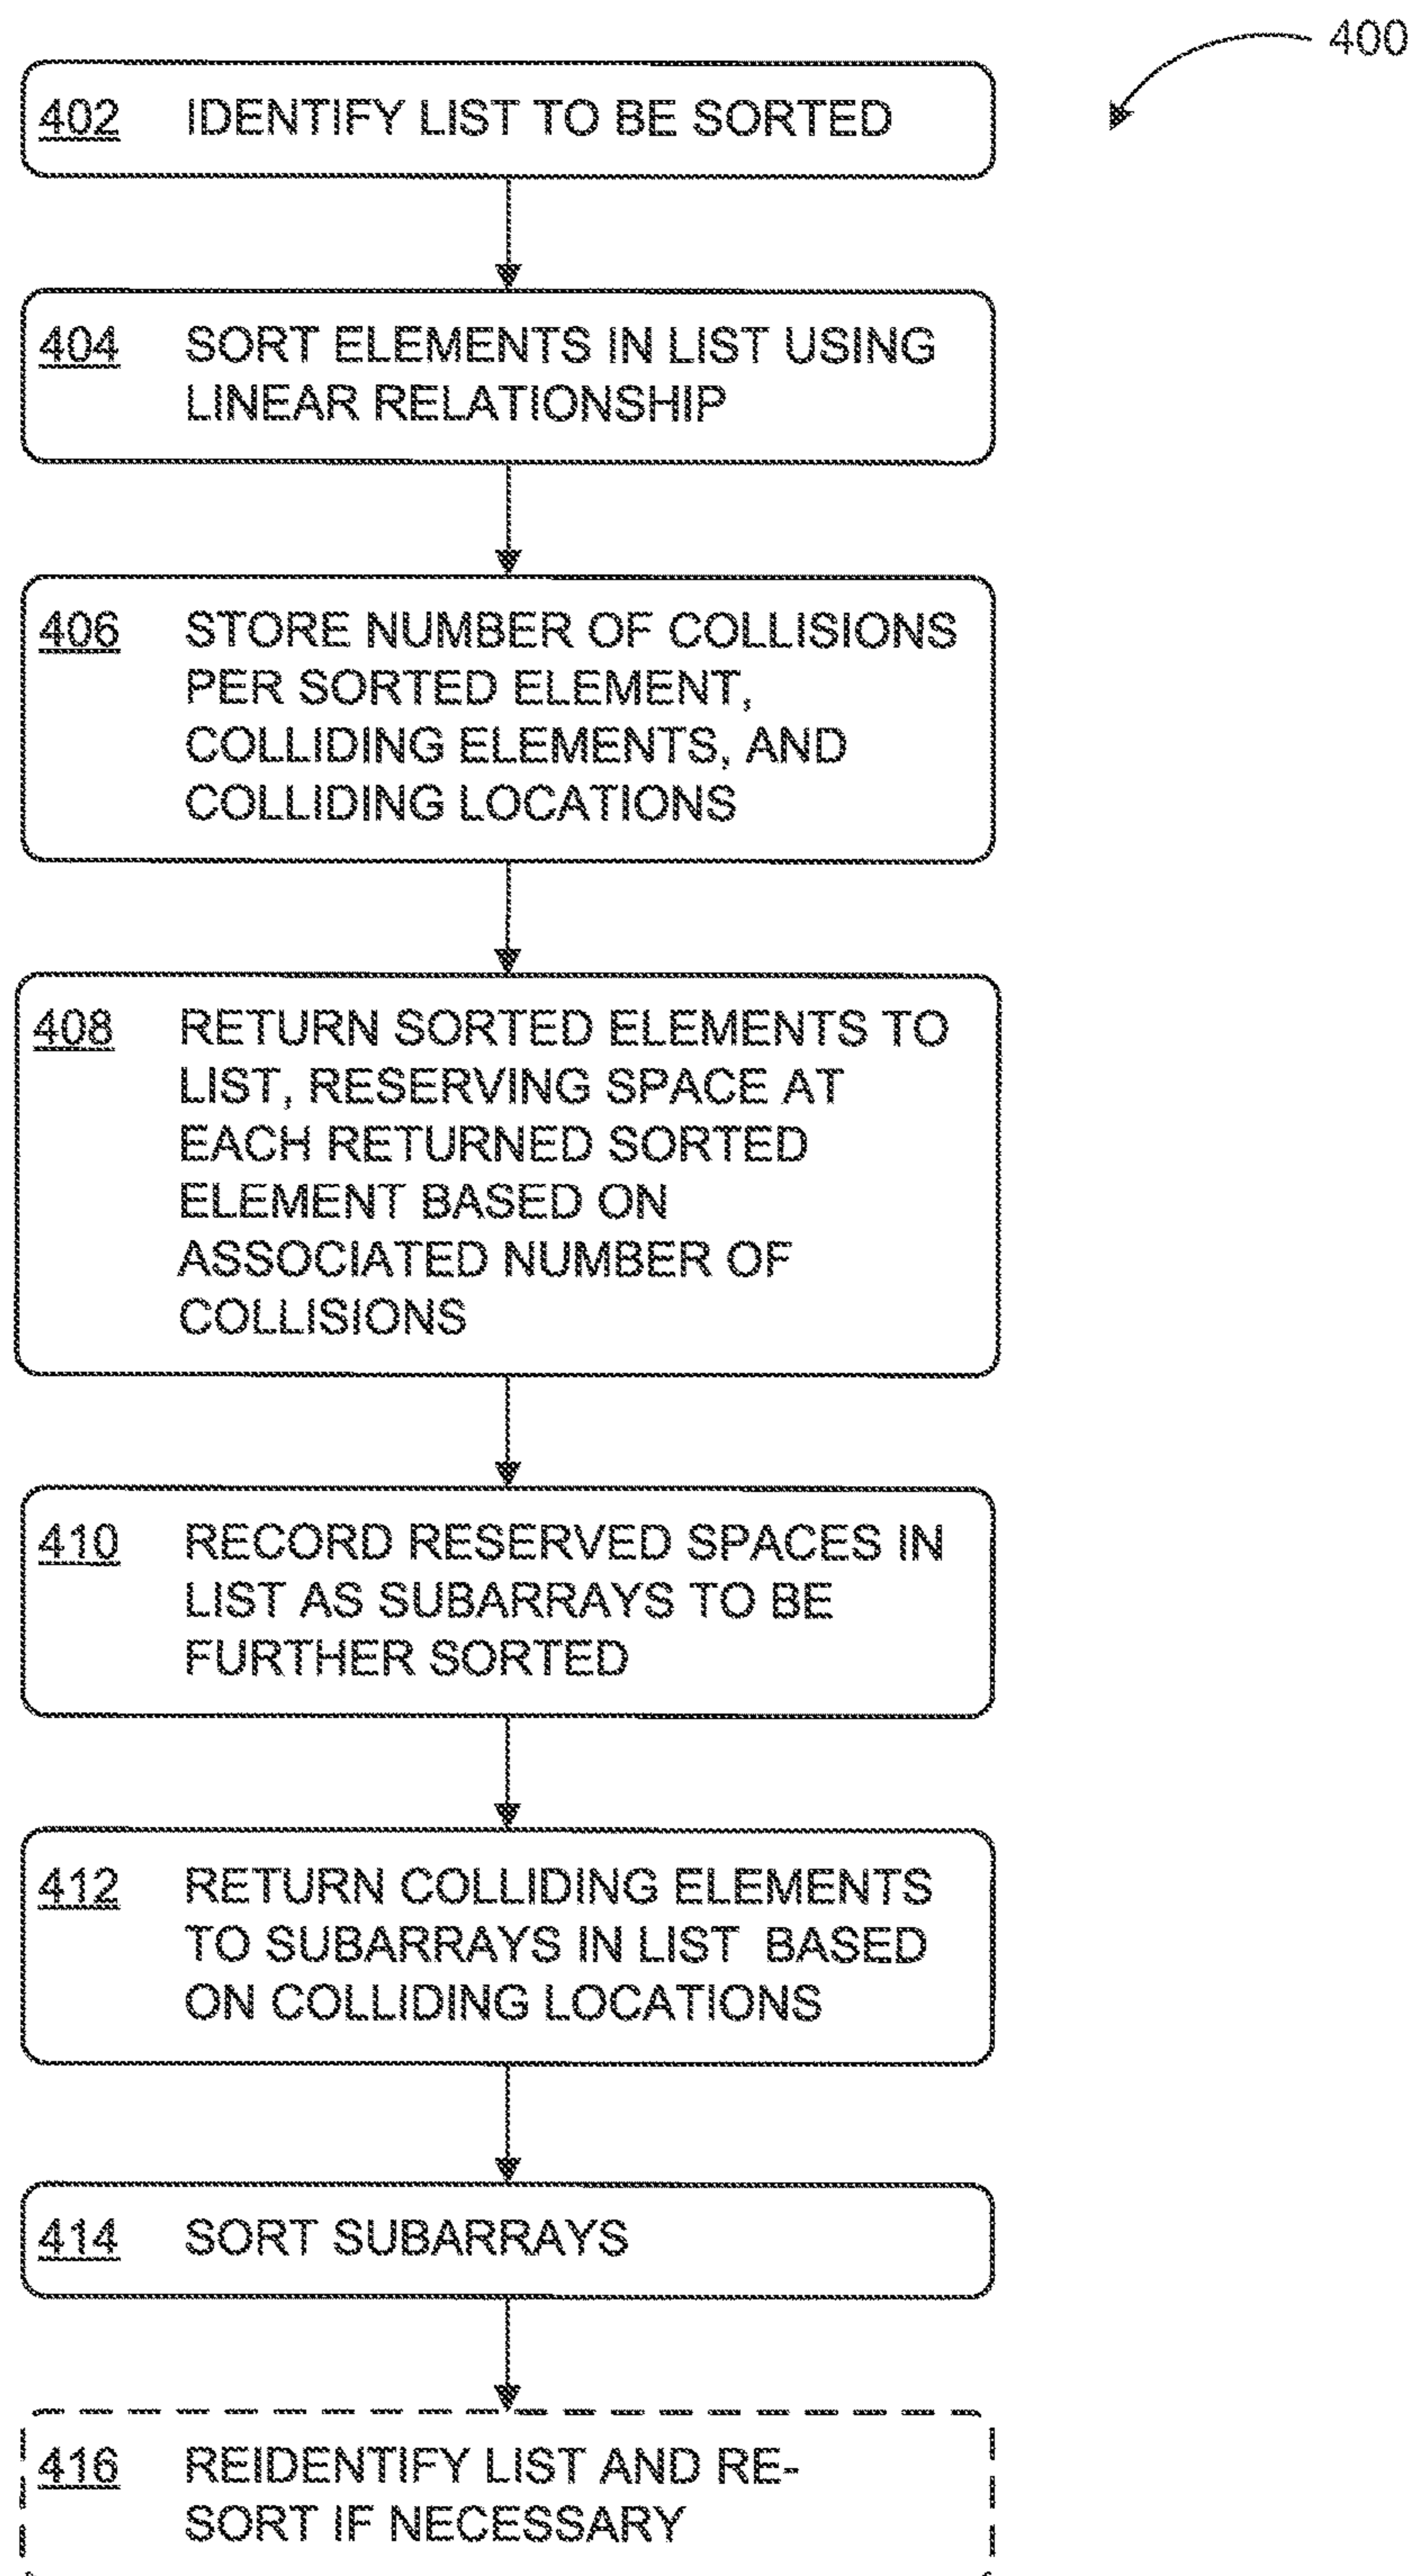 400
402 IDENTIFY LIST TO BE SORTED
404 SORT ELEMENTS IN LIST USING
LINEAR RELATIONSHIP
406 STORE NUMBER OF COLLISIONS
PER SORTED ELEMENT,
COLLIDING ELEMENTS, AND
COLLIDING LOCATIONS
408 RETURN SORTED ELEMENTS TO
LIST, RESERVING SPACE AT
EACH RETURNED SORTED
ELEMENT BASED ON
ASSOCIATED NUMBER OF
COLLISIONS
410 RECORD RESERVED SPACES IN
LIST AS SUBARRAYS TO BE
FURTHER SORTED
412 RETURN COLLIDING ELEMENTS
TO SUBARRAYS IN LIST BASED
ON COLLIDING LOCATIONS
414 SORT SUBARRAYS
416 REIDENTIFY LIST AND RE-
SORT IF NECESSARY